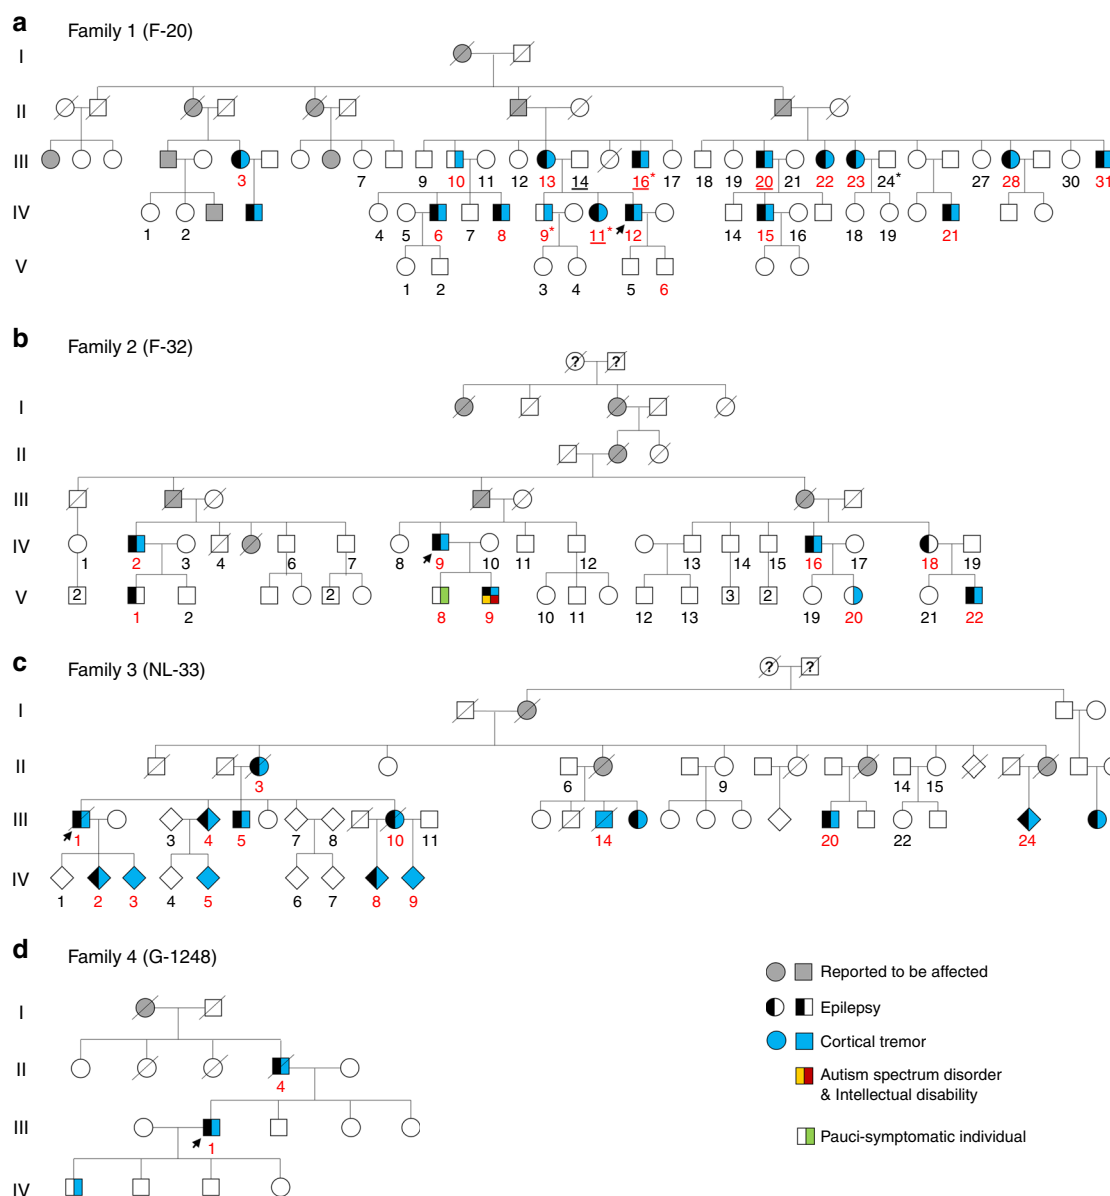 a Family 1 (F-20)
I
II
III
3 7 9 10 11 12 13 14 16* 17 18 19 20 21 22 23 24* 27 28 30 31
IV
1 2 4 5 6 7 8 9* 11* 12 14 15 16 18 19 21
V
1 2 3 4 5 6
b Family 2 (F-32)
? ?
I
II
III
IV
1 2 3 4 6 7 8 9 10 11 12 13 14 15 16 17 18 19
V
2 2 3 2
1 2 8 9 10 11 12 13 19 20 21 22
c Family 3 (NL-33)
? ?
I
II
3 6 9 14 15
III
1 3 4 5 7 8 10 11 14 20 22 24
IV
1 2 3 4 5 6 7 8 9
d Family 4 (G-1248)
I
II
4
III
1
IV
Reported to be affected
Epilepsy
Cortical tremor
Autism spectrum disorder
& Intellectual disability
Pauci-symptomatic individual